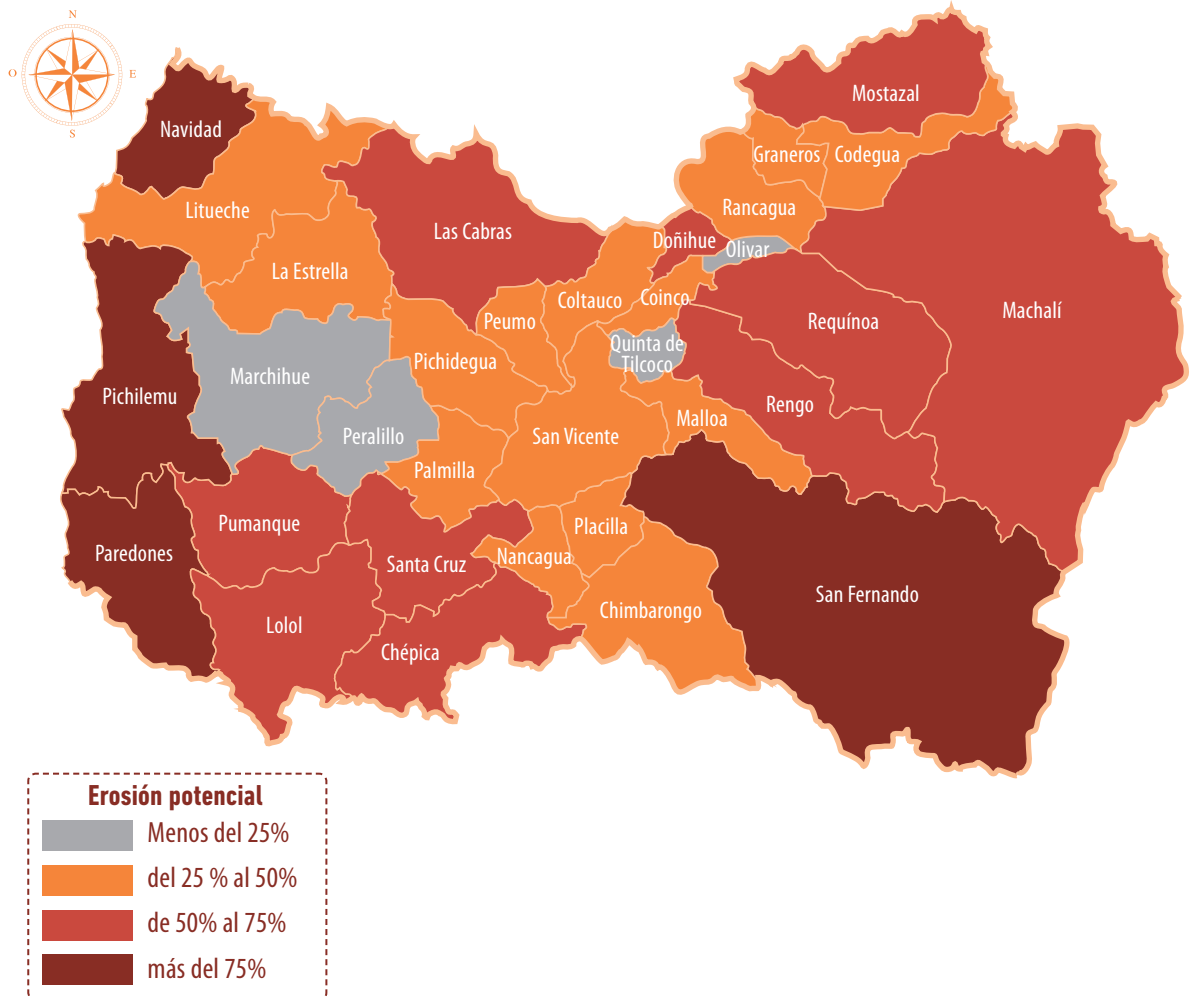 N
O
E
S
Navidad
Mostazal
Graneros
Codegua
Litueche
Rancagua
Las Cabras
Doñihue
Olivar
La Estrella
Coltauco
Coinco
Machalí
Peumo
Requínoa
Quinta de
Tilcoco
Pichidegua
Marchihue
Pichilemu
Rengo
Malloa
Peralillo
San Vicente
Palmilla
Pumanque
Placilla
Paredones
Nancagua
Santa Cruz
San Fernando
Chimbarongo
Lolol
Chépica
Erosión potencial
Menos del 25%
del 25 % al 50%
de 50% al 75%
más del 75%